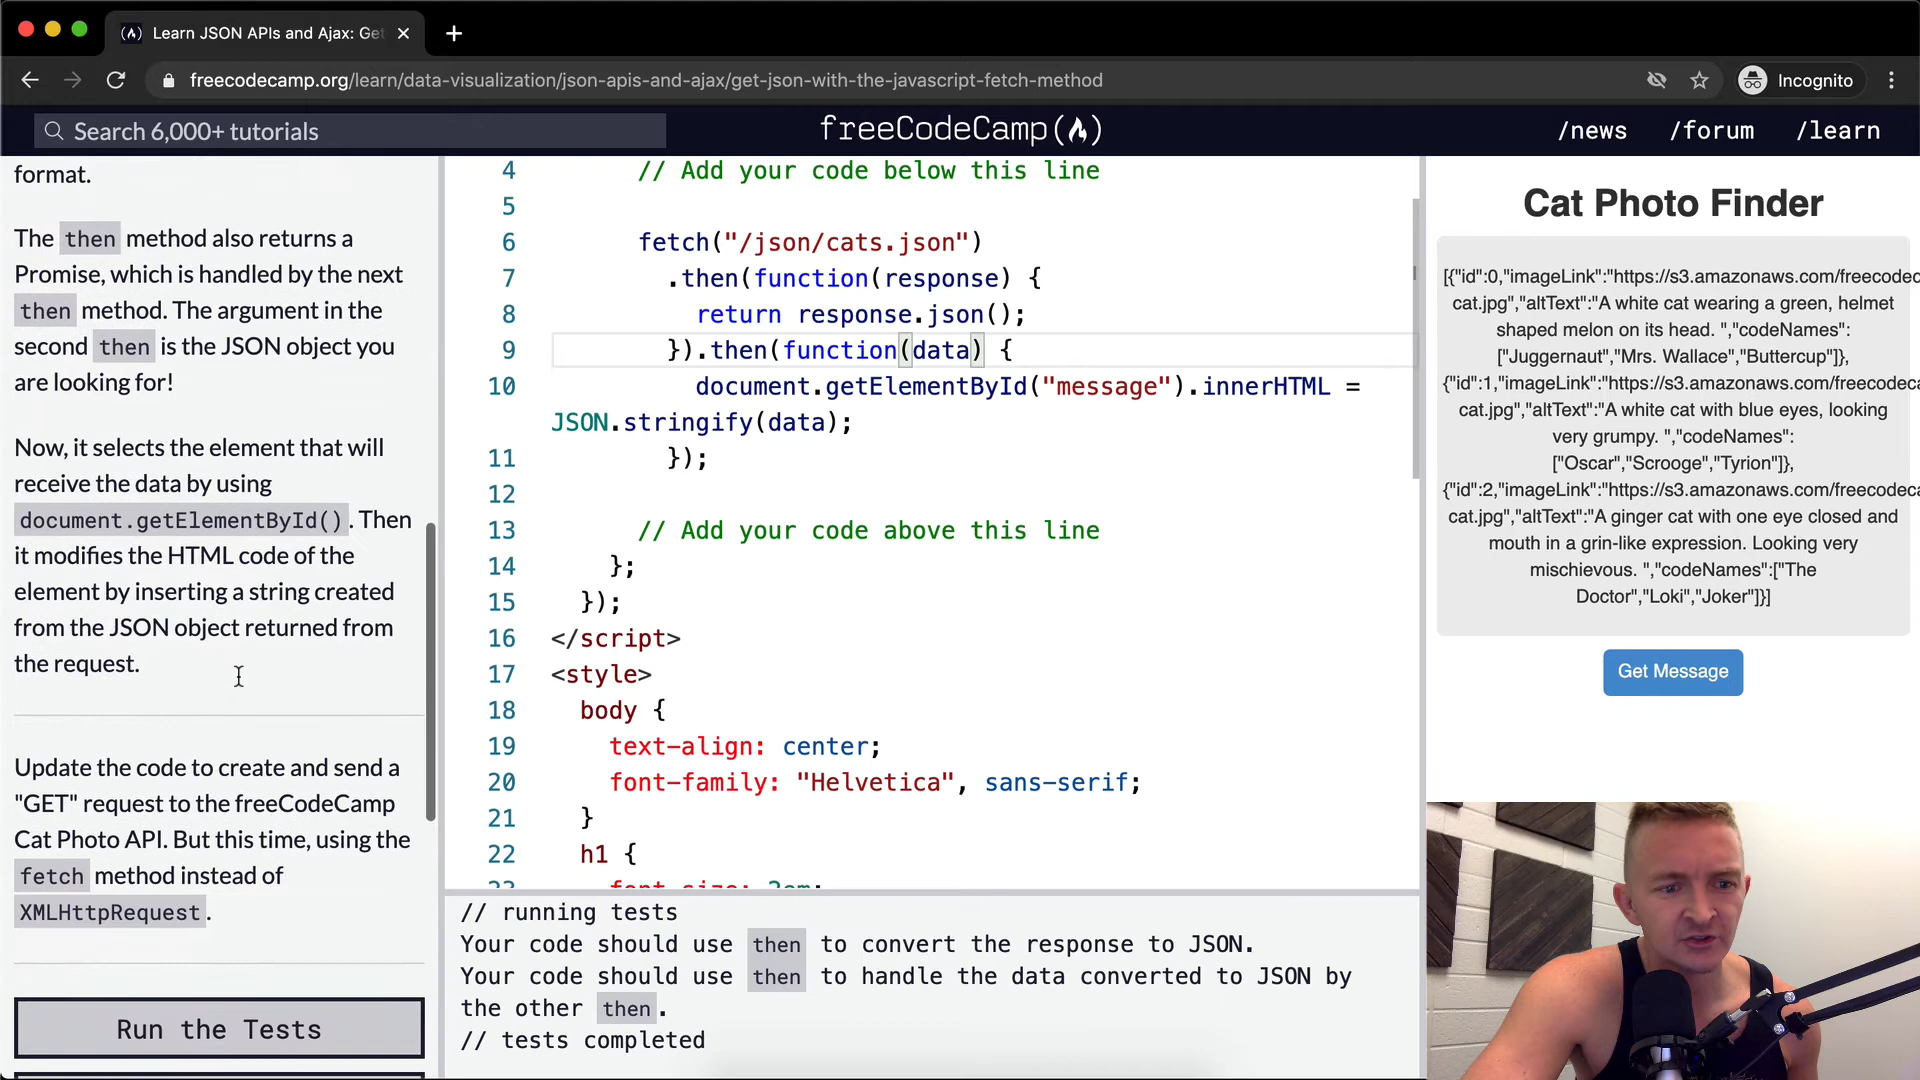 Learn JSON APIs and Ajax: Get
freecodecamp.org/learn/data-visualization/json-apis-and-ajax/get-json-with-the-javascript-fetch-method
Incognito
Search 6,000+ tutorials
freeCodeCamp
/news
/forum
/learn
format.
The then method also returns a
Promise, which is handled by the next
then method. The argument in the
second then is the JSON object you
are looking for!
Now, it selects the element that will
receive the data by using
document.getElementById() . Then
it modifies the HTML code of the
element by inserting a string created
from the JSON object returned from
the request.
Update the code to create and send a
"GET" request to the freeCodeCamp
Cat Photo API. But this time, using the
fetch method instead of
XMLHttpRequest .
Run the Tests
4 // Add your code below this line
5
6 fetch("/json/cats.json")
7 .then(function(response) {
8 return response.json();
9 }).then(function(data) {
10 document.getElementById("message").innerHTML =
JSON.stringify(data);
11 });
12
13 // Add your code above this line
14 };
15 });
16 </script>
17 <style>
18 body {
19 text-align: center;
20 font-family: "Helvetica", sans-serif;
21 }
22 h1 {
23 font-size: 2em;
// running tests
Your code should use then to convert the response to JSON.
Your code should use then to handle the data converted to JSON by
the other then .
// tests completed
Cat Photo Finder
[{"id":0,"imageLink":"https://s3.amazonaws.com/freecodec
cat.jpg","altText":"A white cat wearing a green, helmet
shaped melon on its head. ","codeNames":
["Juggernaut","Mrs. Wallace","Buttercup"]},
{"id":1,"imageLink":"https://s3.amazonaws.com/freecodeca
cat.jpg","altText":"A white cat with blue eyes, looking
very grumpy. ","codeNames":
["Oscar","Scrooge","Tyrion"]},
{"id":2,"imageLink":"https://s3.amazonaws.com/freecodeca
cat.jpg","altText":"A ginger cat with one eye closed and
mouth in a grin-like expression. Looking very
mischievous. ","codeNames":["The
Doctor","Loki","Joker"]}]
Get Message